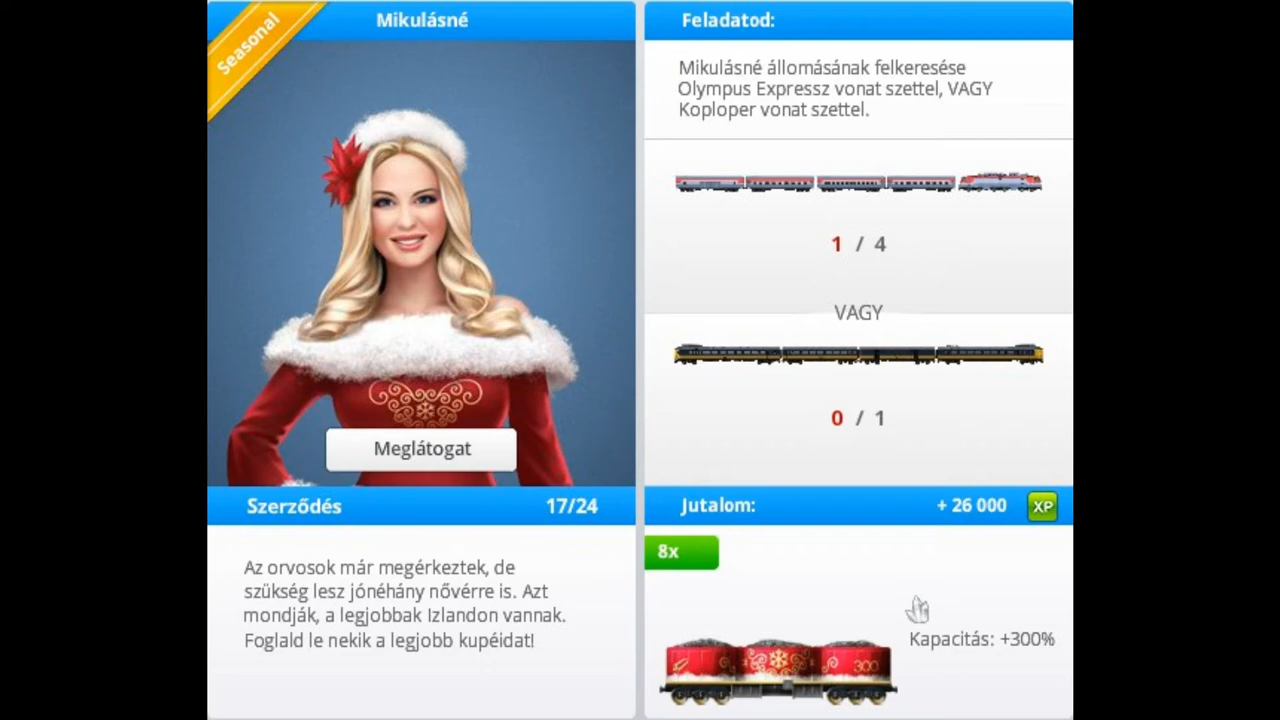 Seasonal
Mikulásné
Meglátogat
Szerződés 17/24
Az orvosok már megérkeztek, de
szükség lesz jónéhány nővérre is. Azt
mondják, a legjobbak Izlandon vannak.
Foglald le nekik a legjobb kupéidat!
Feladatod:
Mikulásné állomásának felkeresése
Olympus Expressz vonat szettel, VAGY
Koploper vonat szettel.
1 / 4
VAGY
0 / 1
Jutalom: + 26 000 XP
8x
Kapacitás: +300%
300